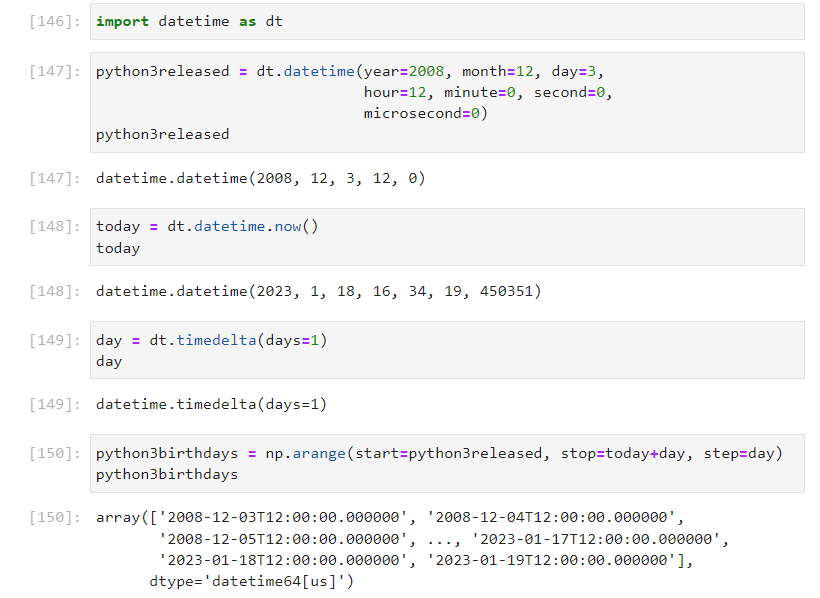 [146]: import datetime as dt
[147]: python3released = dt.datetime(year=2008, month=12, day=3,
hour=12, minute=0, second=0,
microsecond=0)
python3released
[147]: datetime.datetime(2008, 12, 3, 12, 0)
[148]: today = dt.datetime.now()
today
[148]: datetime.datetime(2023, 1, 18, 16, 34, 19, 450351)
[149]: day = dt.timedelta(days=1)
day
[149]: datetime.timedelta(days=1)
[150]: python3birthdays = np.arange(start=python3released, stop=today+day, step=day)
python3birthdays
[150]: array(['2008-12-03T12:00:00.000000', '2008-12-04T12:00:00.000000',
'2008-12-05T12:00:00.000000', ..., '2023-01-17T12:00:00.000000',
'2023-01-18T12:00:00.000000', '2023-01-19T12:00:00.000000'],
dtype='datetime64[us]')